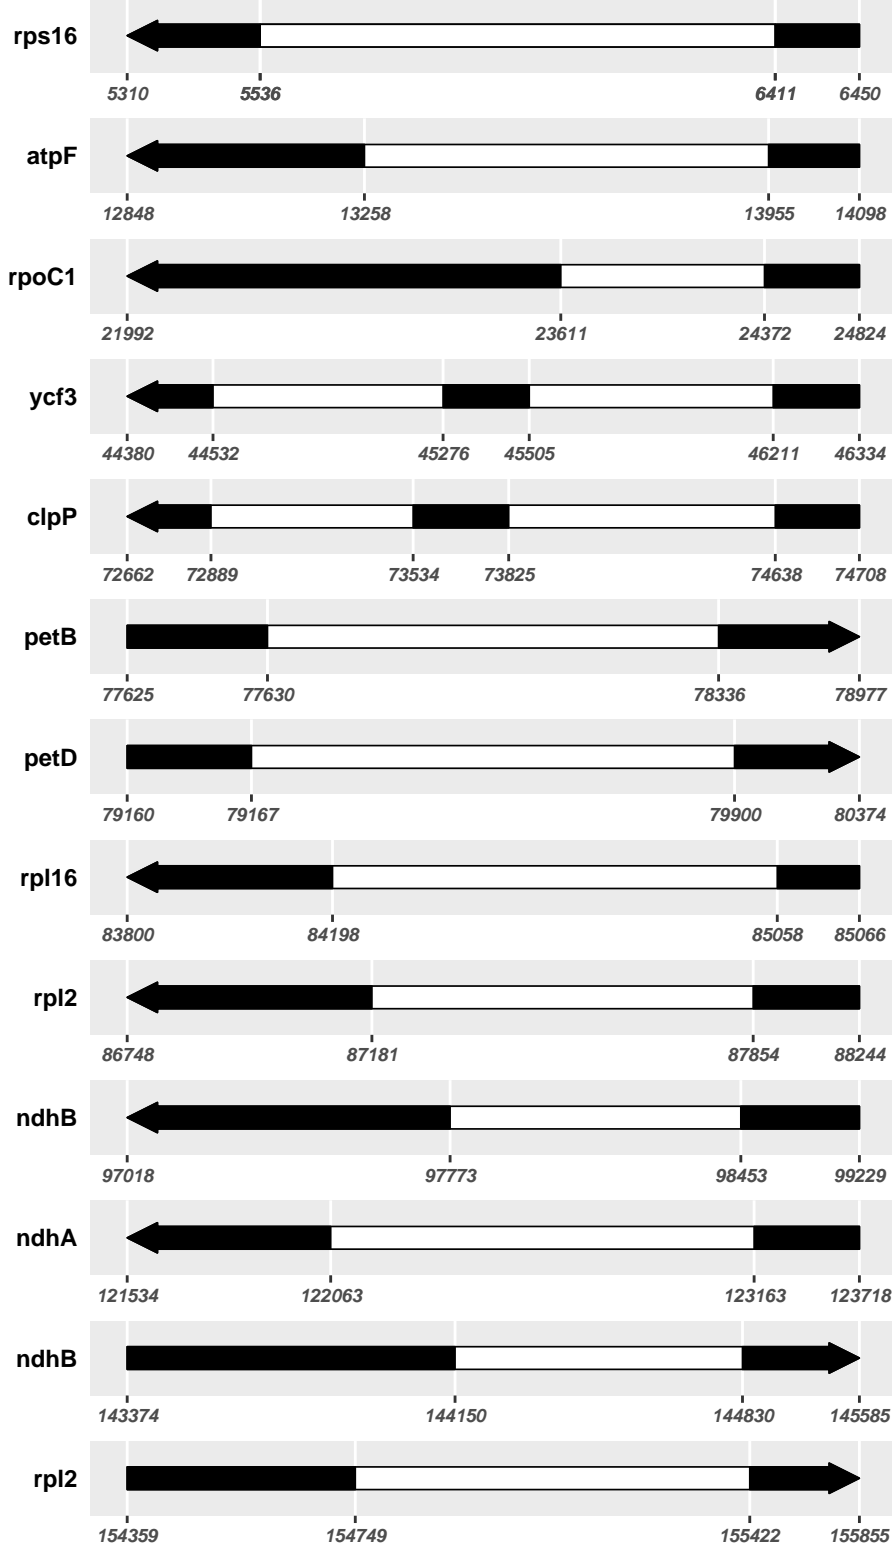 rps16
5310 5536 6411 6450
atpF
12848 13258 13955 14098
rpoC1
21992 23611 24372 24824
ycf3
44380 44532 45276 45505 46211 46334
clpP
72662 72889 73534 73825 74638 74708
petB
77625 77630 78336 78977
petD
79160 79167 79900 80374
rpl16
83800 84198 85058 85066
rpl2
86748 87181 87854 88244
ndhB
97018 97773 98453 99229
ndhA
121534 122063 123163 123718
ndhB
143374 144150 144830 145585
rpl2
154359 154749 155422 155855